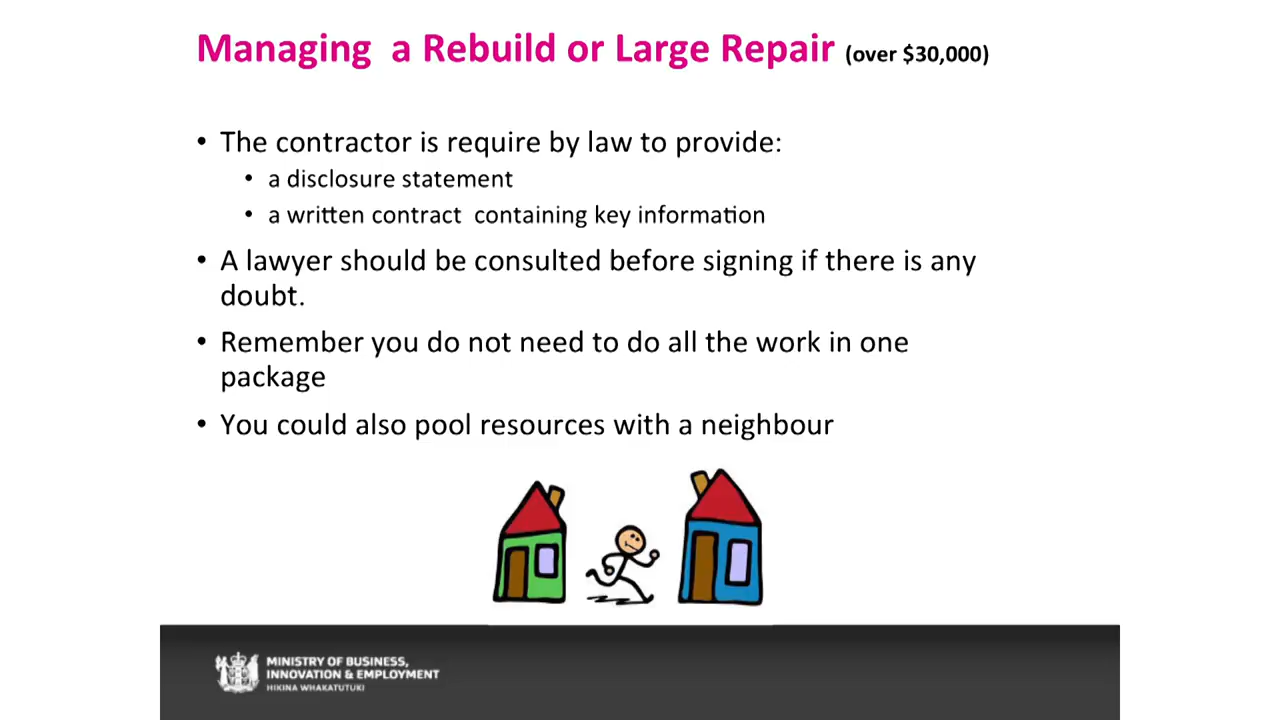 Managing a Rebuild or Large Repair (over $30,000)
• The contractor is require by law to provide:
• a disclosure statement
• a written contract containing key information
• A lawyer should be consulted before signing if there is any
doubt.
• Remember you do not need to do all the work in one
package
• You could also pool resources with a neighbour
MINISTRY OF BUSINESS,
INNOVATION & EMPLOYMENT
HIKINA WHAKATUTUKI